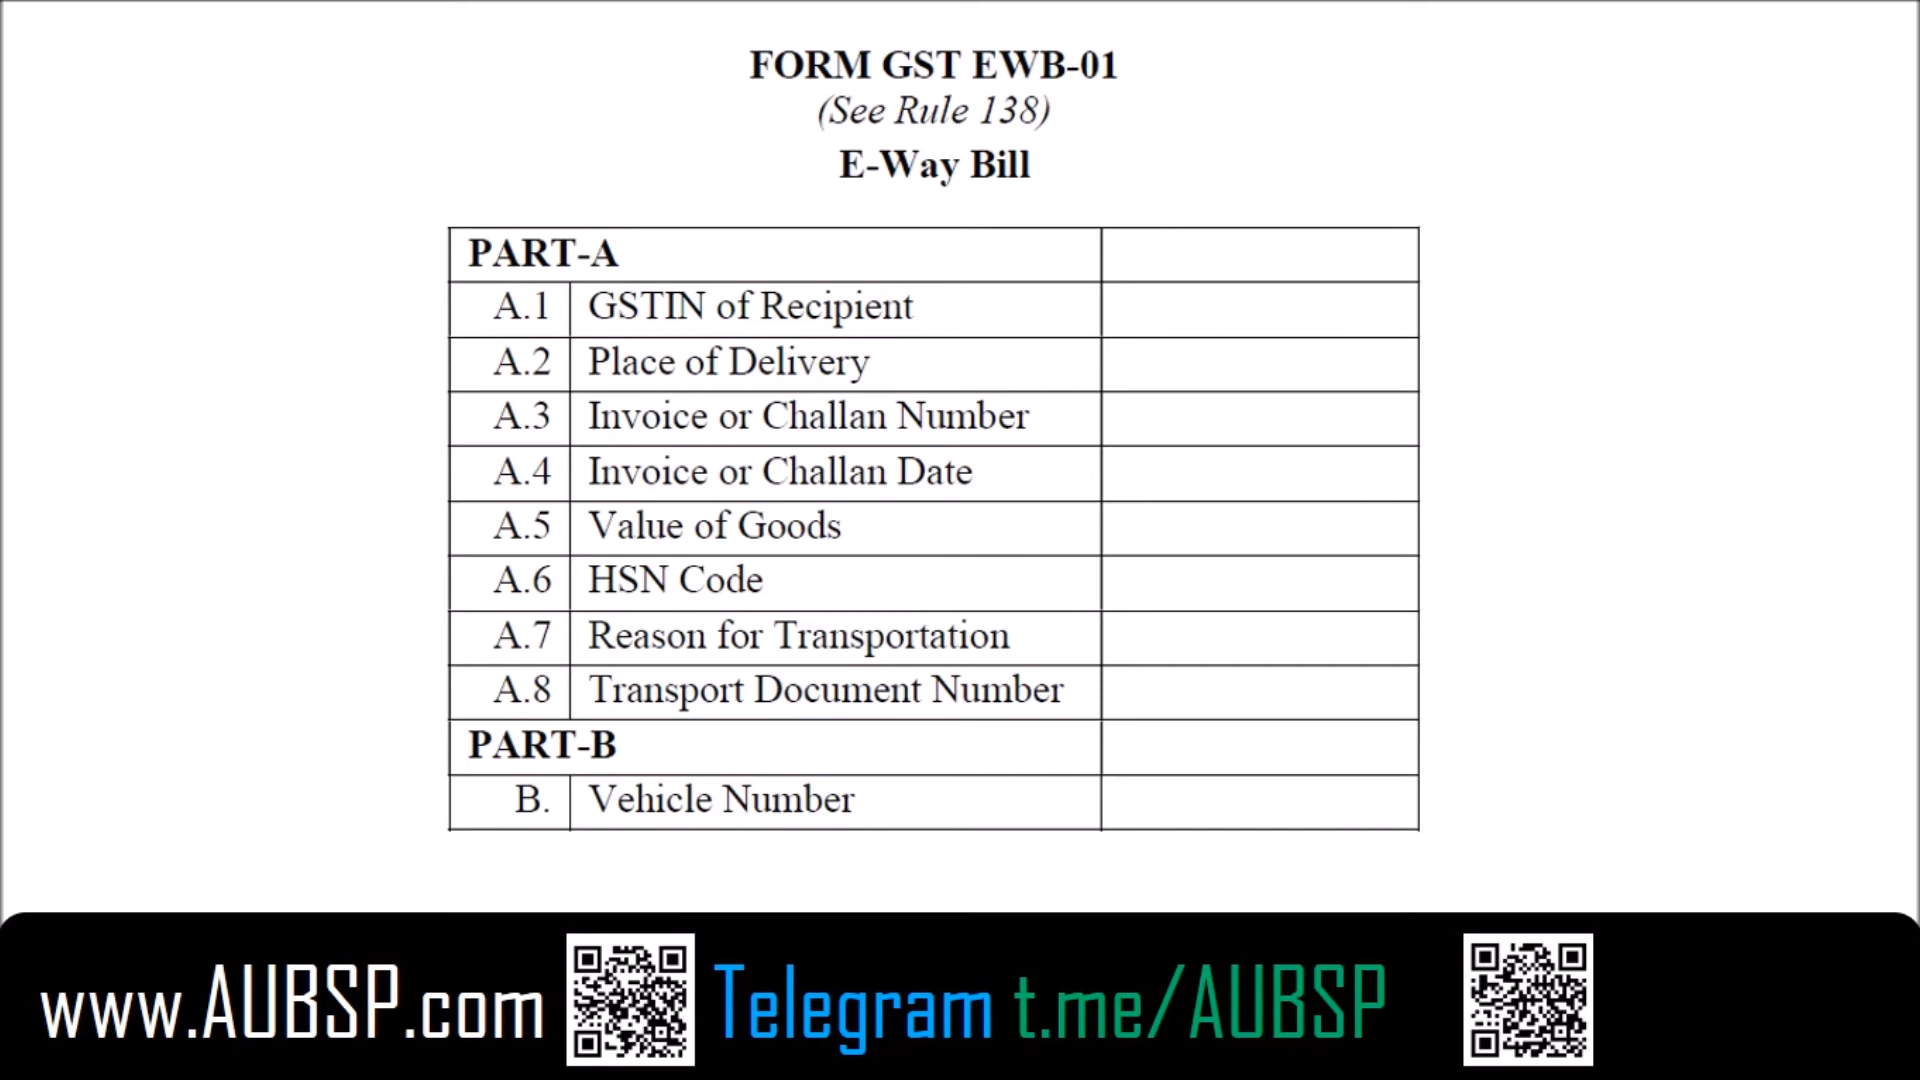 FORM GST EWB-01
(See Rule 138)
E-Way Bill
PART-A
A.1 GSTIN of Recipient
A.2 Place of Delivery
A.3 Invoice or Challan Number
A.4 Invoice or Challan Date
A.5 Value of Goods
A.6 HSN Code
A.7 Reason for Transportation
A.8 Transport Document Number
PART-B
B. Vehicle Number
www.AUBSP.com Telegram t.me/AUBSP